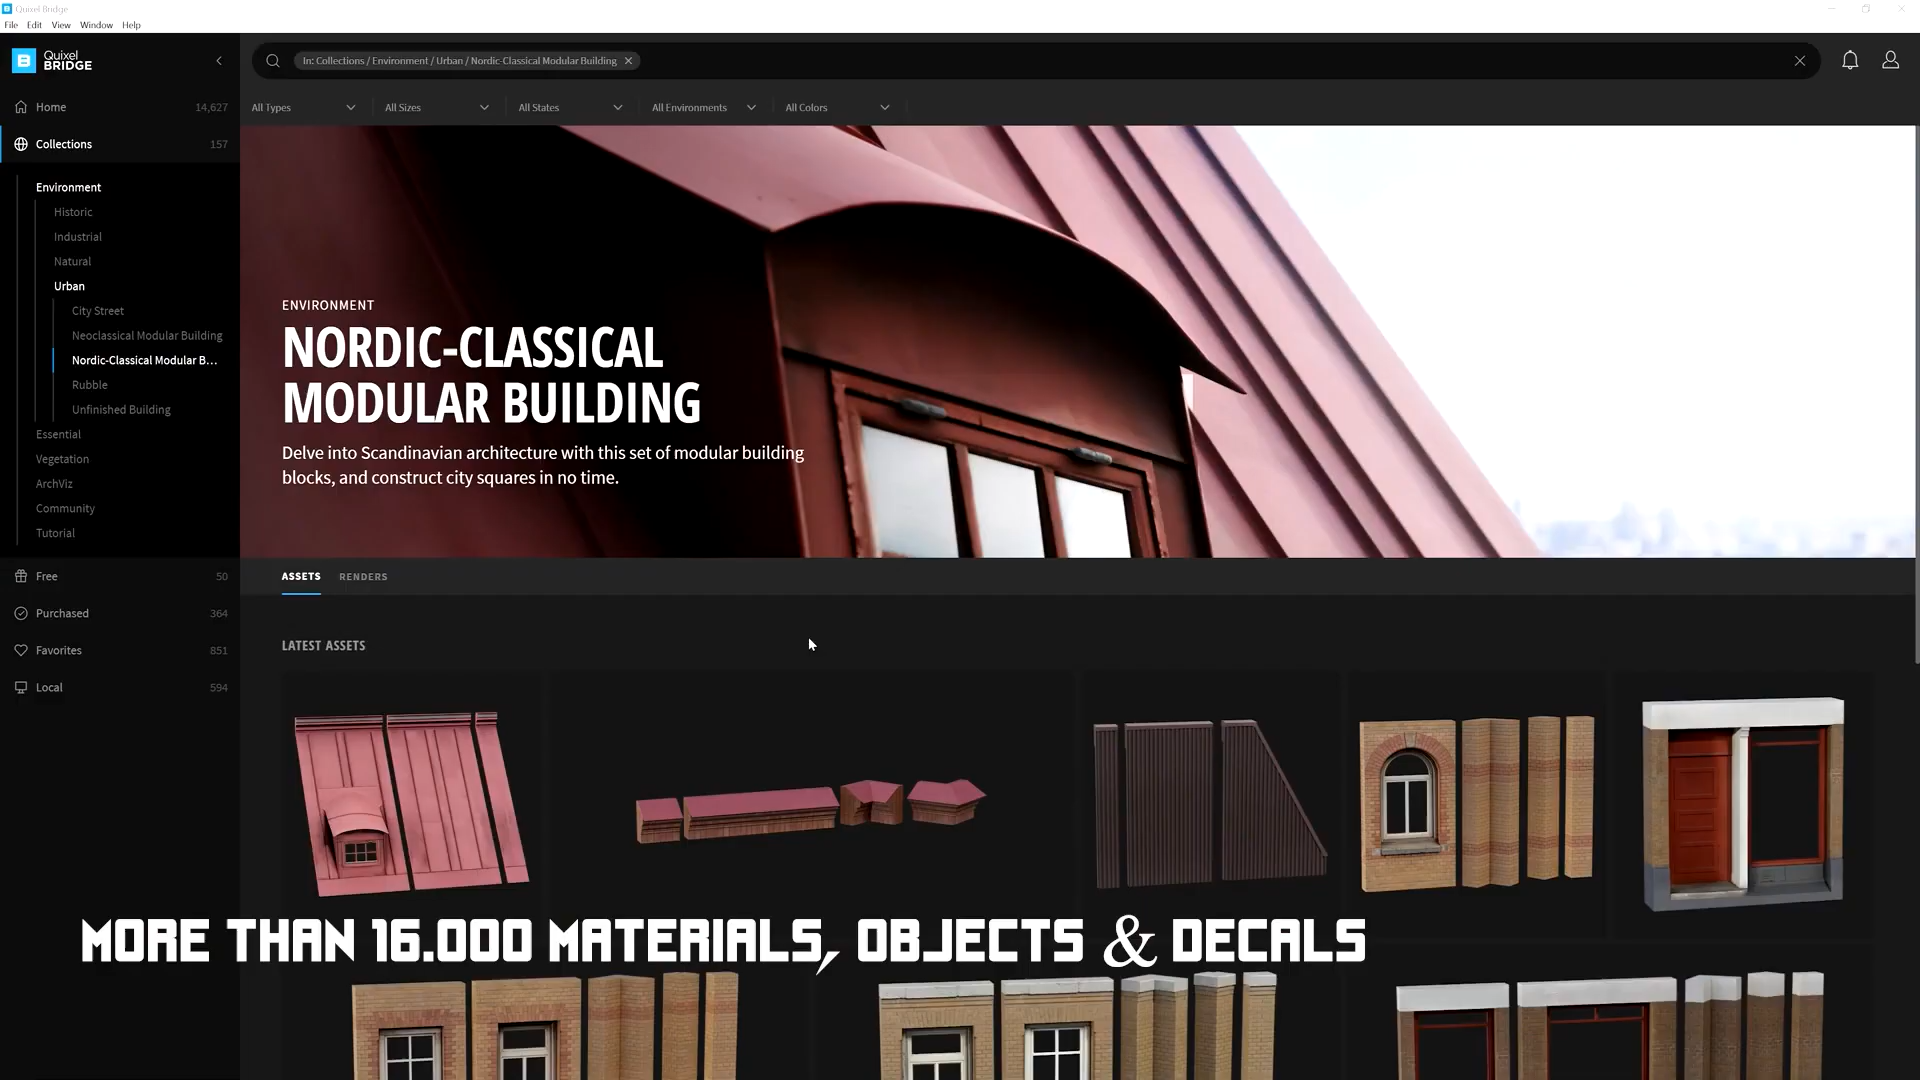 Quixel Bridge
File Edit View Window Help
Quixel
BRIDGE
In: Collections / Environment / Urban / Nordic-Classical Modular Building
Home 14,627
All Types All Sizes All States All Environments All Colors
Collections 157
Environment
Historic
Industrial
Natural
Urban
City Street
Neoclassical Modular Building
Nordic-Classical Modular B...
Rubble
Unfinished Building
Essential
Vegetation
ArchViz
Community
Tutorial
Free 50
Purchased 364
Favorites 851
Local 594
ENVIRONMENT
NORDIC-CLASSICAL
MODULAR BUILDING
Delve into Scandinavian architecture with this set of modular building
blocks, and construct city squares in no time.
ASSETS RENDERS
LATEST ASSETS
MORE THAN 16.000 MATERIALS, OBJECTS & DECALS